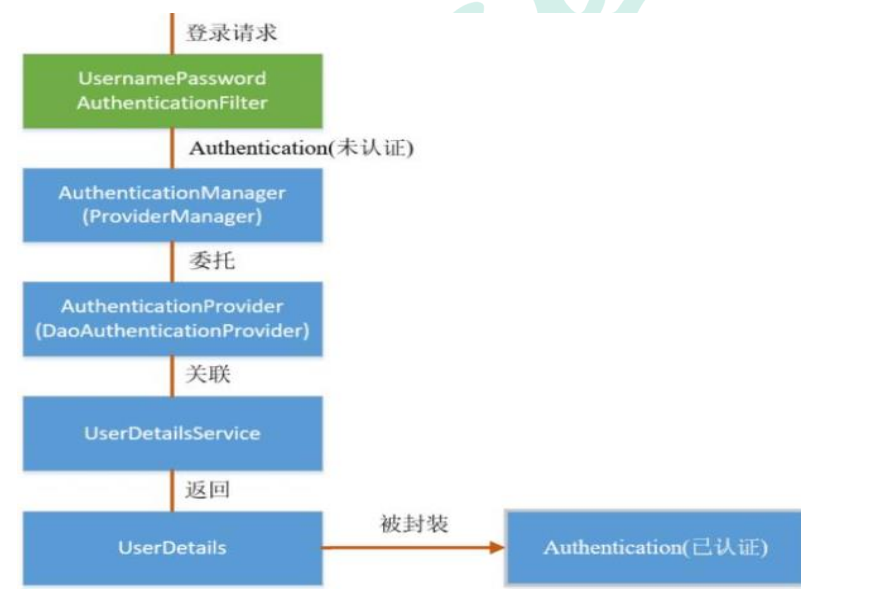 登录请求
UsernamePassword
AuthenticationFilter
Authentication(未认证)
AuthenticationManager
(ProviderManager)
委托
AuthenticationProvider
(DaoAuthenticationProvider)
关联
UserDetailsService
返回
UserDetails
被封装
Authentication(已认证)